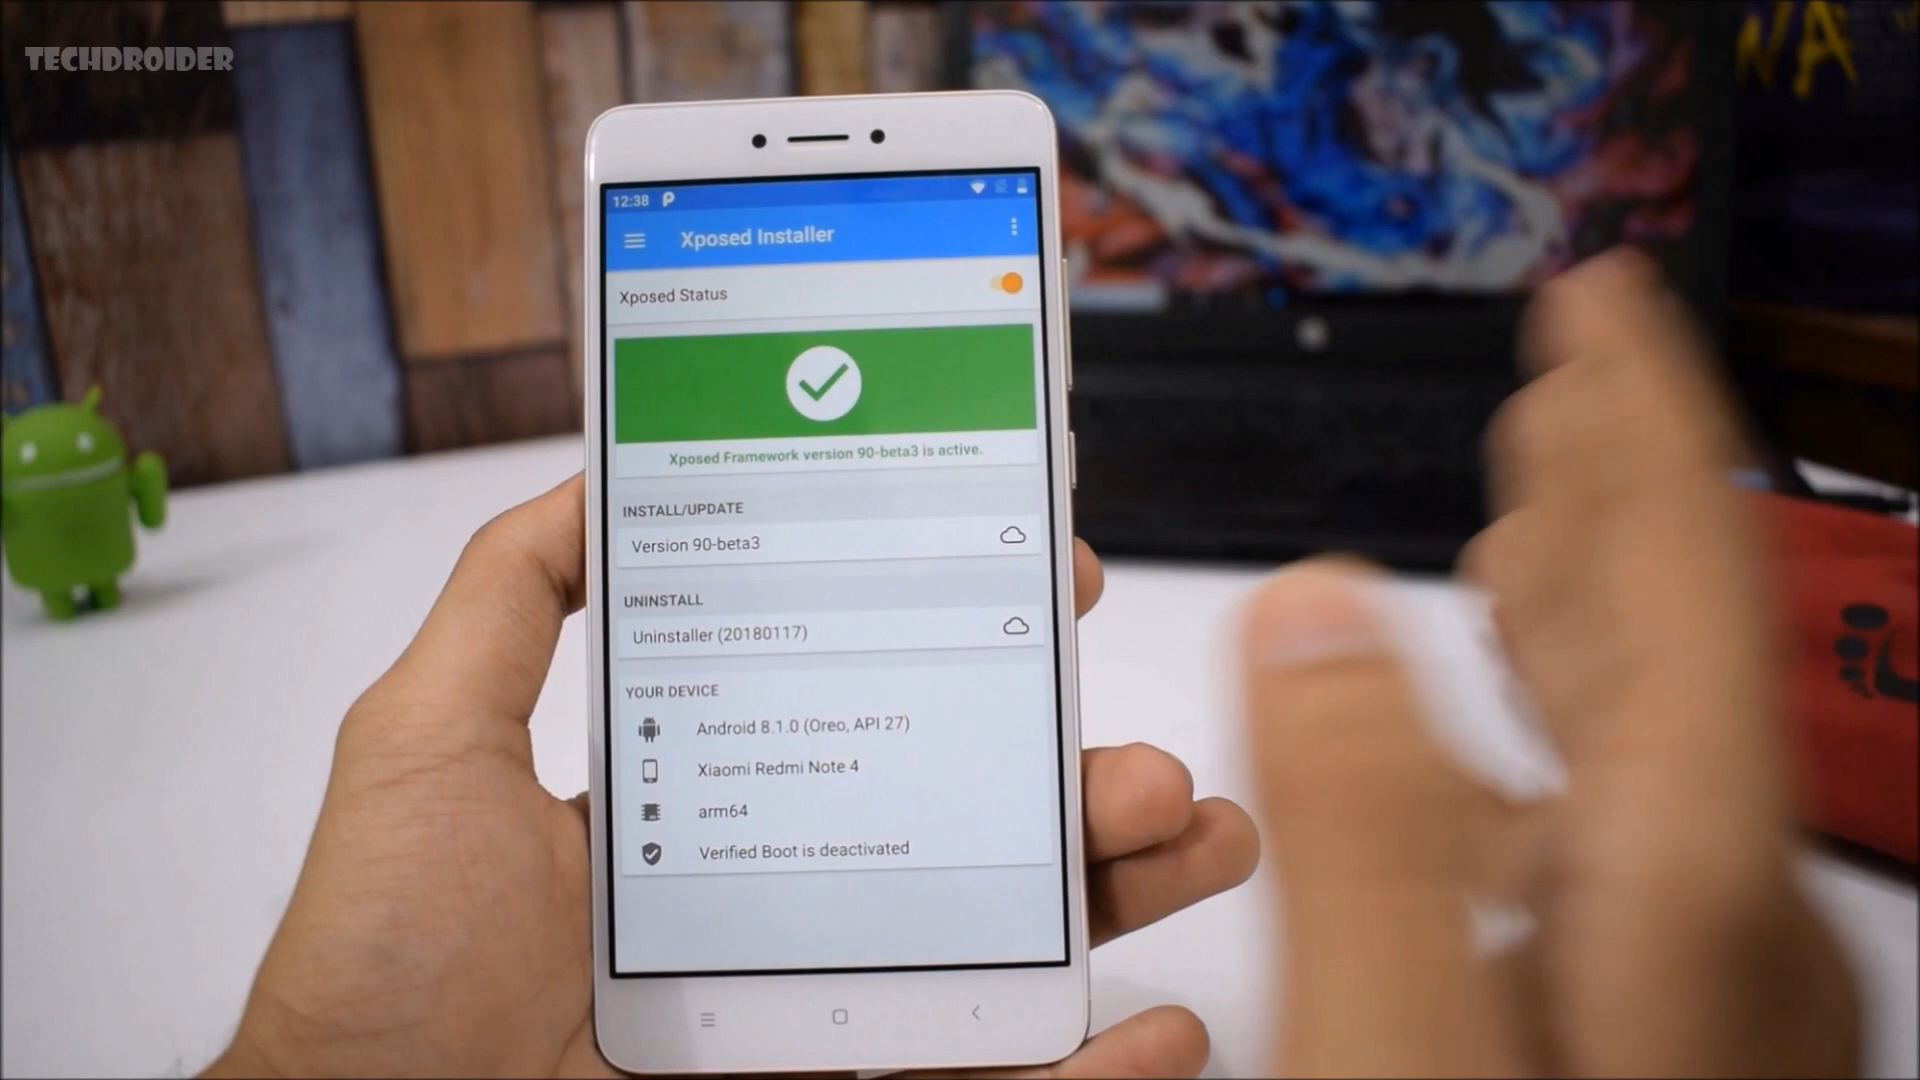 TECHDROIDER
12:38
Xposed Installer
Xposed Status
Xposed Framework version 90-beta3 is active.
INSTALL/UPDATE
Version 90-beta3
UNINSTALL
Uninstaller (20180117)
YOUR DEVICE
Android 8.1.0 (Oreo, API 27)
Xiaomi Redmi Note 4
arm64
Verified Boot is deactivated